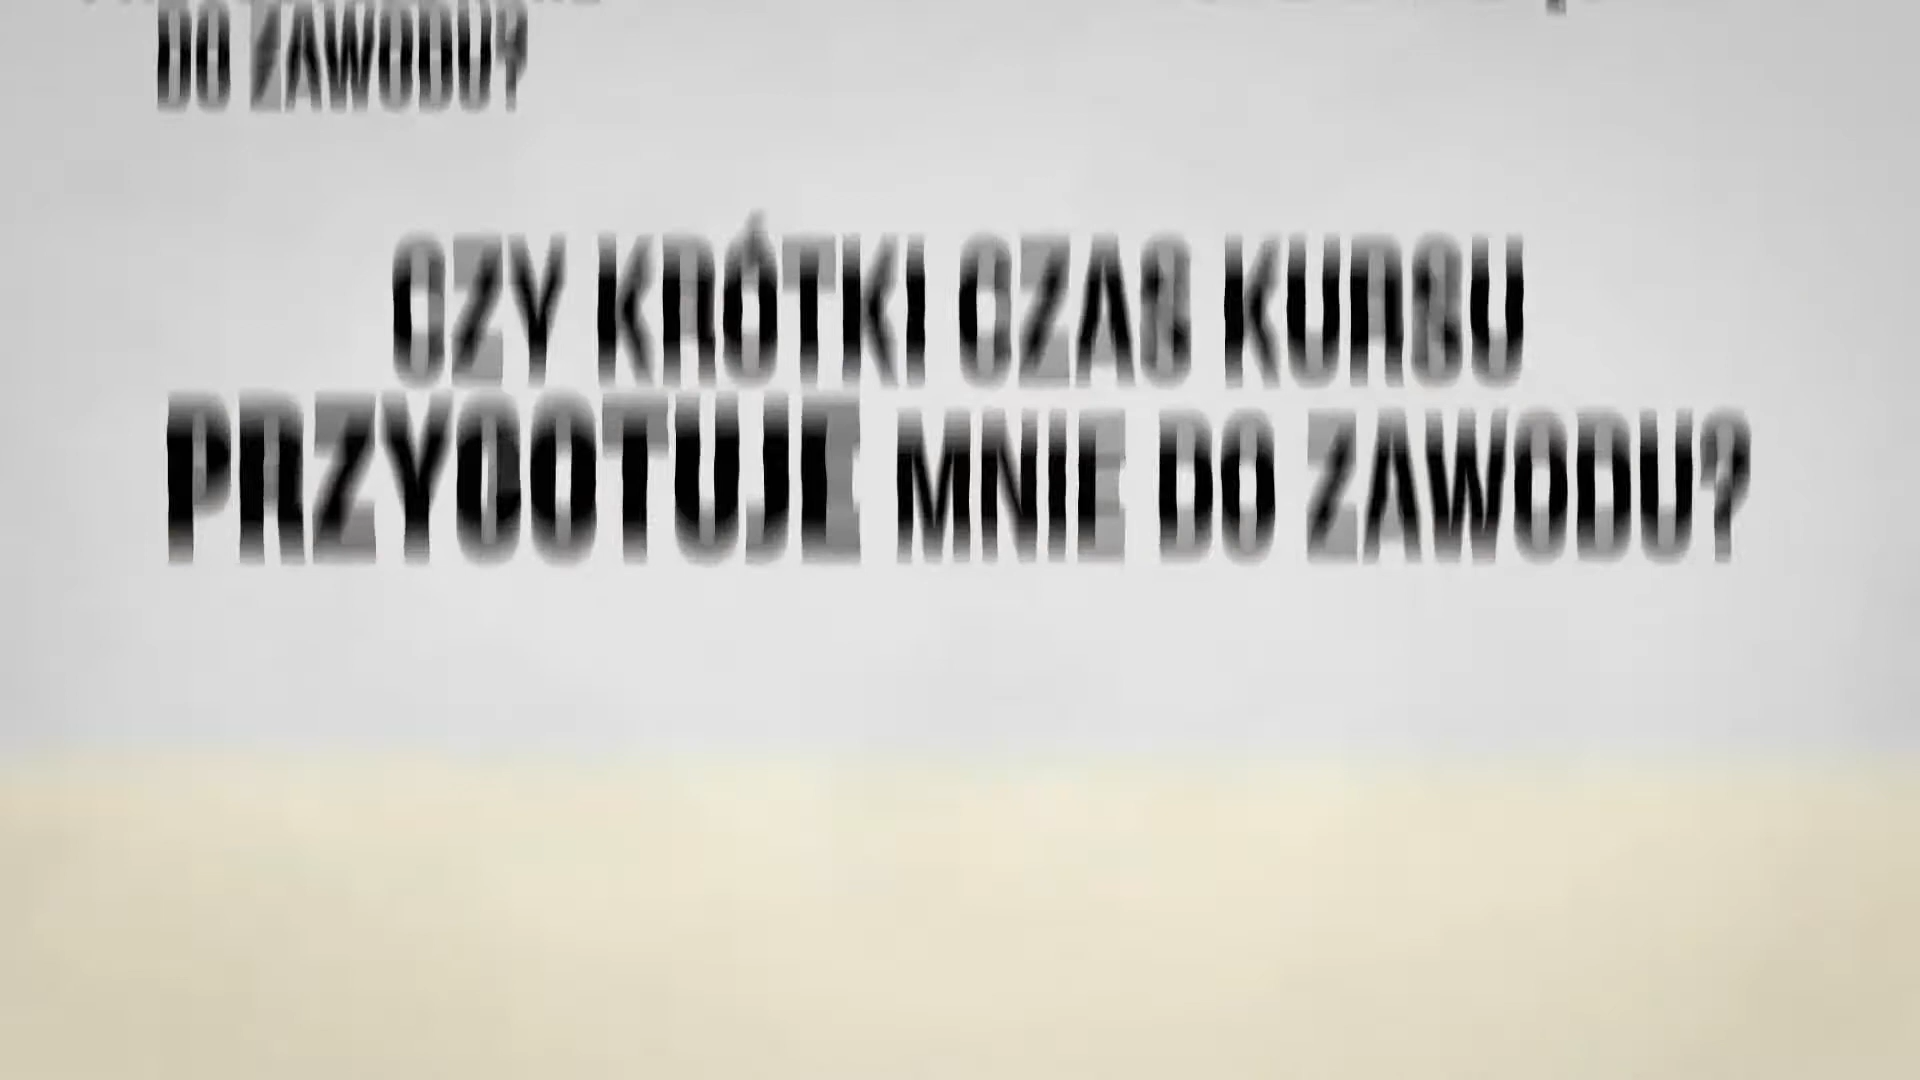 DO ZAWODU?
CZY KRÓTKI CZAS KURSU
PRZYGOTUJE MNIE DO ZAWODU?